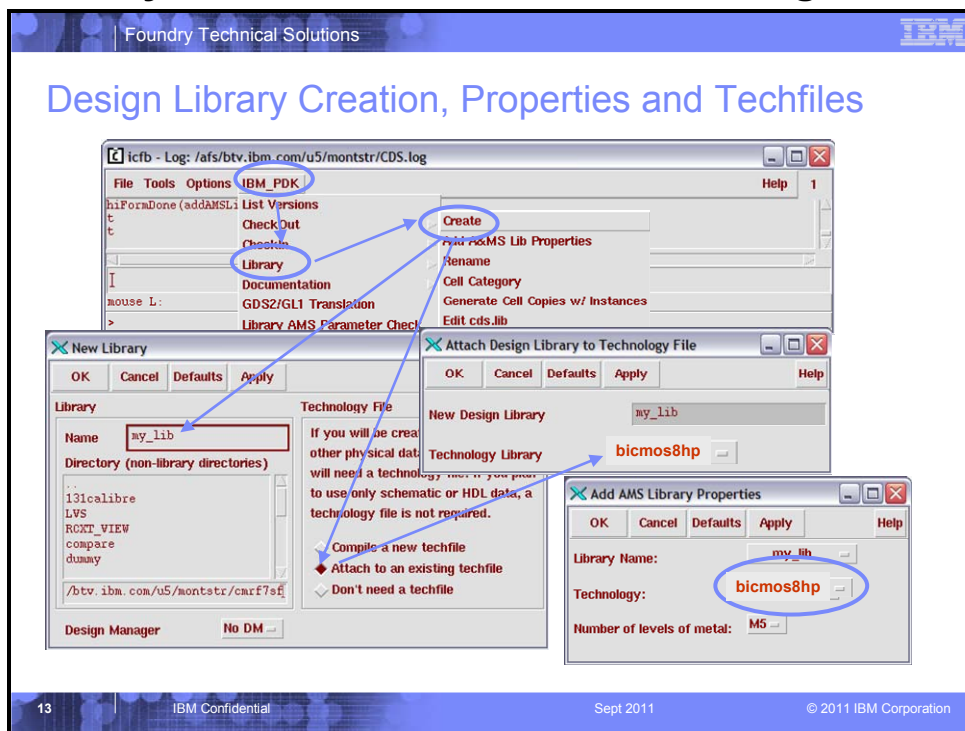 Foundry Technical Solutions
IBM
Design Library Creation, Properties and Techfiles
icfb - Log: /afs/btv.ibm.com/u5/montstr/CDS.log
File Tools Options IBM_PDK Help 1
hiFormDone(addAMSLi
t
t
I
mouse L:
>
List Versions
CheckOut
CheckIn
Library
Documentation
GDS2/GL1 Translation
Library AMS Parameter Check
Create
Add A&MS Lib Properties
Rename
Cell Category
Generate Cell Copies w/ Instances
Edit cds.lib
New Library
OK Cancel Defaults Apply
Library
Name my_lib
Directory (non-library directories)
..
131calibre
LVS
RCXT_VIEW
compare
dummy
/btv.ibm.com/u5/montstr/cmrf7sf
Design Manager No DM
Technology File
If you will be crea
other physical data
will need a technology file. If you plan
to use only schematic or HDL data, a
technology file is not required.
Compile a new techfile
Attach to an existing techfile
Don't need a techfile
Attach Design Library to Technology File
OK Cancel Defaults Apply Help
New Design Library my_lib
Technology Library bicmos8hp
Add AMS Library Properties
OK Cancel Defaults Apply Help
Library Name: my_lib
Technology: bicmos8hp
Number of levels of metal: M5
13 IBM Confidential Sept 2011 © 2011 IBM Corporation